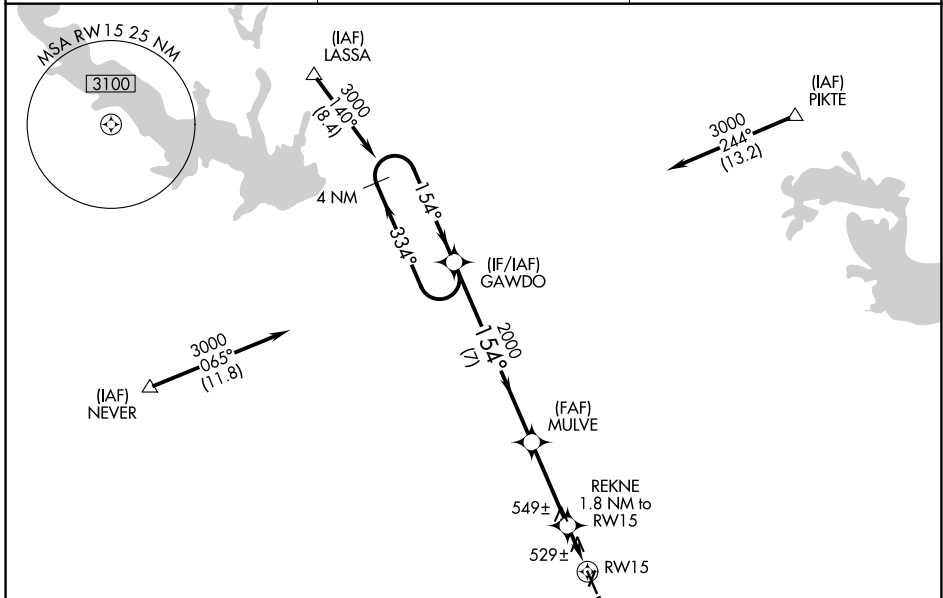 MSA RW15 25 NM
3100
(IAF)
LASSA
3000
140°
(8.4)
(IAF)
PIKTE
3000
244°
(13.2)
4 NM
154°
334°
(IF/IAF)
GAWDO
2000
154°
(7)
3000
065°
(11.8)
(IAF)
NEVER
(FAF)
MULVE
REKNE
1.8 NM to
RW15
549±
529±
RW15